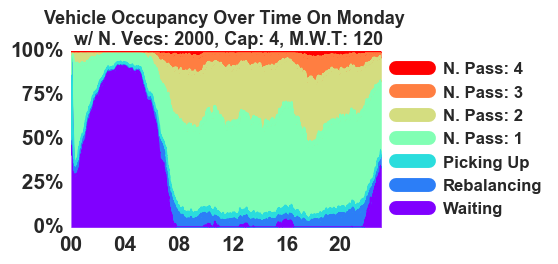 Vehicle Occupancy Over Time On Monday
w/ N. Vecs: 2000, Cap: 4, M.W.T: 120
100%
75%
50%
25%
0%
00 04 08 12 16 20
N. Pass: 4
N. Pass: 3
N. Pass: 2
N. Pass: 1
Picking Up
Rebalancing
Waiting